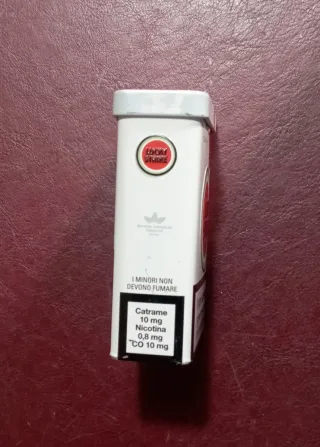 LUCKY
STRIKE
I MINORI NON
DEVONO FUMARE
Catrame
10 mg
Nicotina
0,8 mg
CO 10 mg